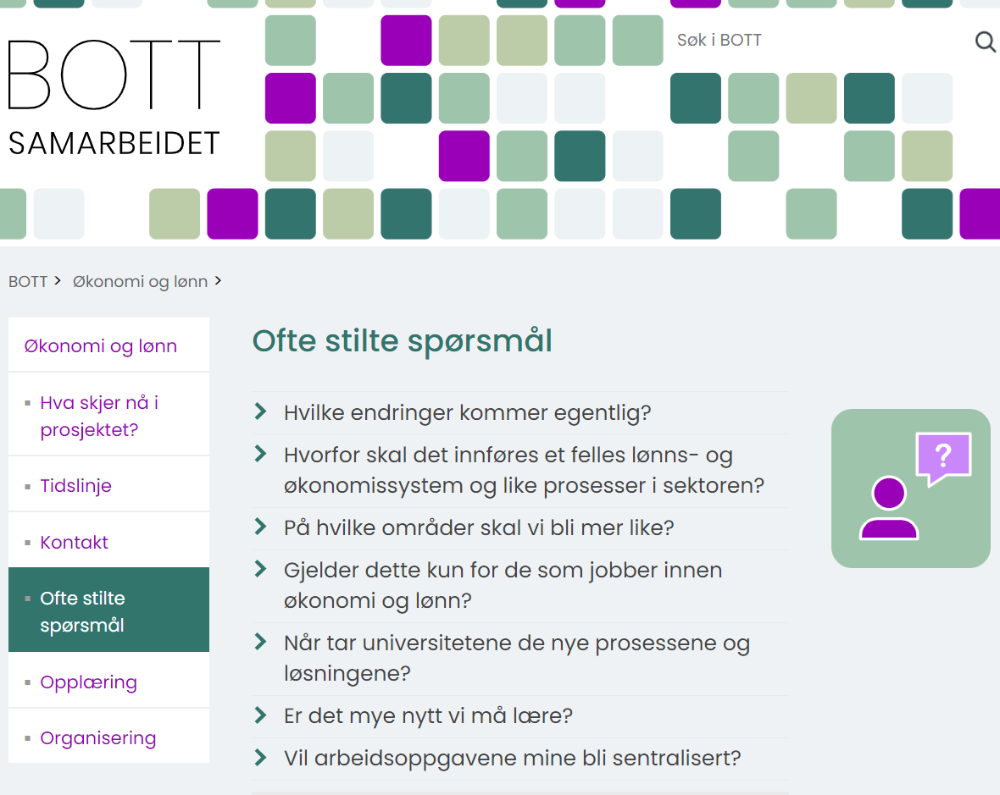 BOTT
SAMARBEIDET
Søk i BOTT
BOTT > Økonomi og lønn >
Økonomi og lønn
Hva skjer nå i
prosjektet?
Tidslinje
Kontakt
Ofte stilte
spørsmål
Opplæring
Organisering
Ofte stilte spørsmål
Hvilke endringer kommer egentlig?
Hvorfor skal det innføres et felles lønns- og
økonomissystem og like prosesser i sektoren?
På hvilke områder skal vi bli mer like?
Gjelder dette kun for de som jobber innen
økonomi og lønn?
Når tar universitetene de nye prosessene og
løsningene?
Er det mye nytt vi må lære?
Vil arbeidsoppgavene mine bli sentralisert?
?